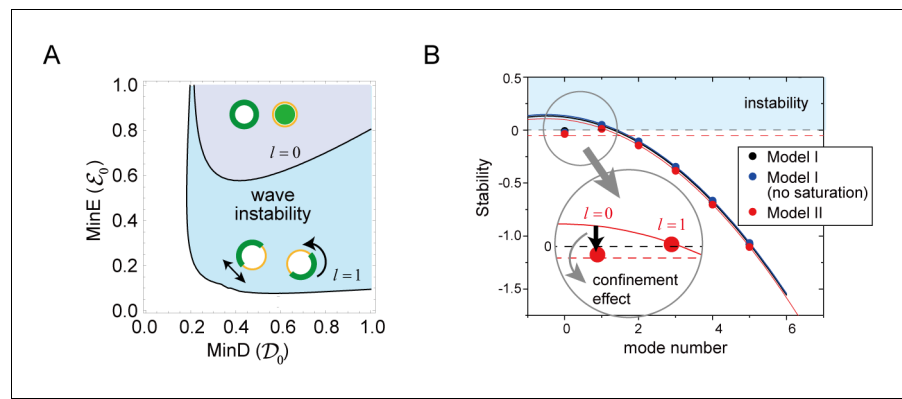 A
MinE (ℰ₀)
1.0
0.8
0.6
0.4
0.2
0.0
l = 0
wave
instability
l = 1
0.0 0.2 0.4 0.6 0.8 1.0
MinD (𝒟₀)
B
Stability
0.5
0
-0.5
-1.0
-1.5
instability
Model I
Model I
(no saturation)
Model II
l = 0
l = 1
0
confinement
effect
0 2 4 6
mode number